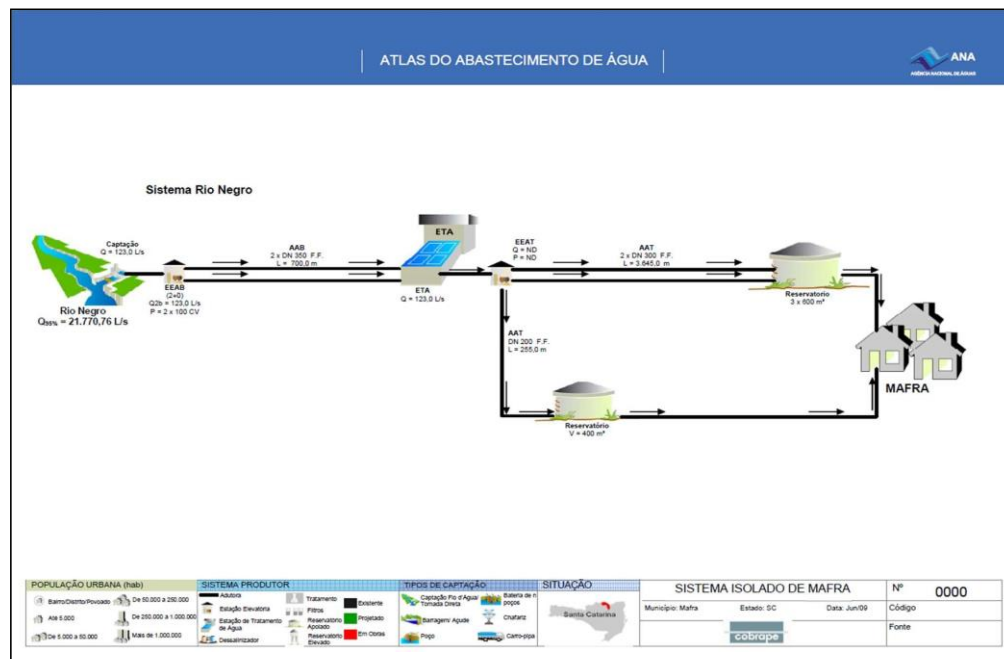 ATLAS DO ABASTECIMENTO DE ÁGUA
ANA
AGÊNCIA NACIONAL DE ÁGUAS
Sistema Rio Negro
Captação
Q = 123,0 L/s
Rio Negro
Q95% = 21.770,76 L/s
EEAB
(2+0)
Q2b = 123,0 L/s
P = 2 x 100 CV
AAB
2 x DN 350 F.F.
L = 700,0 m
ETA
ETA
Q = 123,0 L/s
EEAT
Q = ND
P = ND
AAT
2 x DN 300 F.F.
L = 3.645,0 m
Reservatorio
3 x 600 m³
AAT
DN 200 F.F.
L = 255,0 m
Reservatório
V = 400 m³
MAFRA
POPULAÇÃO URBANA (hab)
Bairro/Distrito/Povoado
De 50.000 a 250.000
Até 5.000
De 250.000 a 1.000.000
De 5.000 a 50.000
Mais de 1.000.000
SISTEMA PRODUTOR
Adutora
Estação Elevatória
Estação de Tratamento
de Água
Dessalinizador
Tratamento
Filtros
Reservatório
Apoiado
Reservatório
Elevado
Existente
Projetado
Em Obras
TIPOS DE CAPTAÇÃO
Captação Fio d'Água/
Tomada Direta
Barragem/ Açude
Poço
Bateria de n
poços
Chafariz
Carro-pipa
SITUAÇÃO
Santa Catarina
SISTEMA ISOLADO DE MAFRA
Município: Mafra
Estado: SC
Data: Jun/09
cobrape
Nº
0000
Código
Fonte